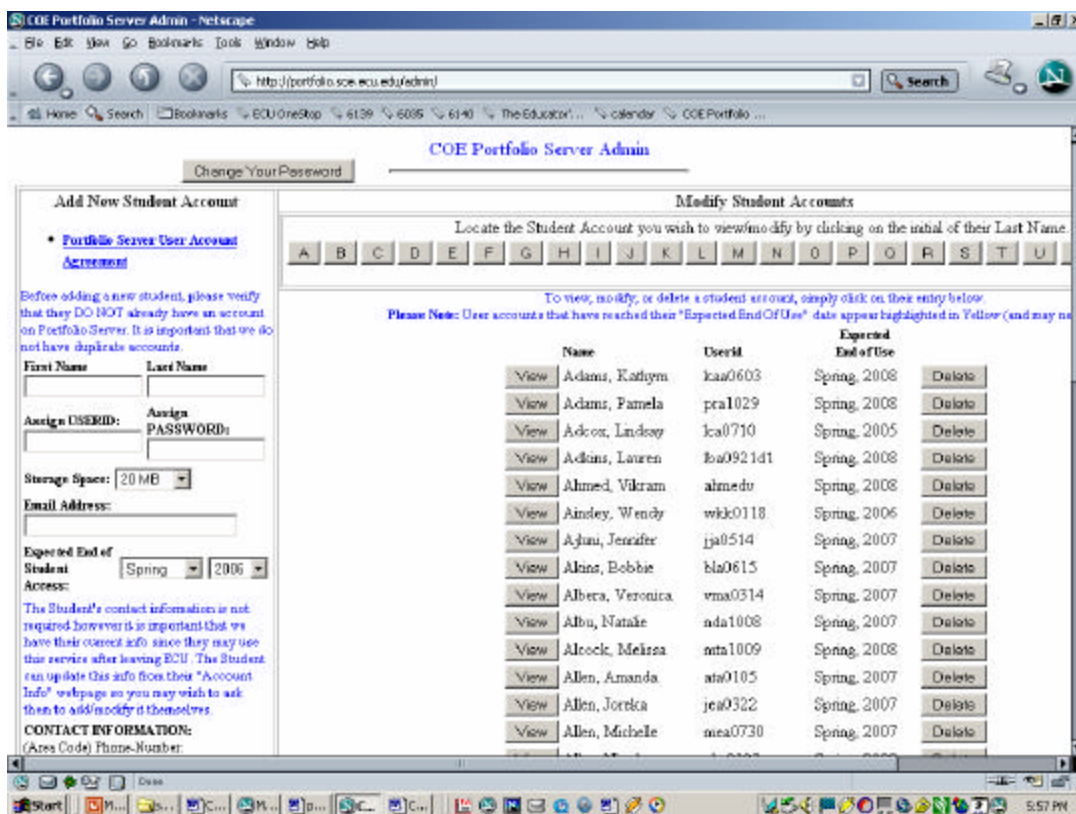 COE Portfolio Server Admin - Netscape
File Edit View Go Bookmarks Tools Window Help
http://portfolio.soe.ecu.edu/admin/
Search
Home Search Bookmarks ECU OneStop 6139 6085 6140 The Educator'... calendar COE Portfolio ...
COE Portfolio Server Admin
Change Your Password
Add New Student Account
Portfolio Server User Account
Agreement
Before adding a new student, please verify
that they DO NOT already have an account
on Portfolio Server. It is important that we do
not have duplicate accounts.
First Name Last Name
Assign USERID: Assign
PASSWORD:
Storage Space: 20 MB
Email Address:
Expected End of
Student
Access: Spring 2006
The Student's contact information is not
required however it is important that we
have their current info since they may use
this service after leaving ECU. The Student
can update this info from their "Account
Info" webpage so you may wish to ask
them to add/modify it themselves.
CONTACT INFORMATION:
(Area Code) Phone-Number:
Modify Student Accounts
Locate the Student Account you wish to view/modify by clicking on the initial of their Last Name.
A B C D E F G H I J K L M N O P Q R S T U
To view, modify, or delete a student account, simply click on their entry below.
Please Note: User accounts that have reached their "Expected End Of Use" date appear highlighted in Yellow (and may
Name Userid Expected
End of Use
View Adams, Kathym kaa0603 Spring, 2008 Delete
View Adams, Pamela pra1029 Spring, 2008 Delete
View Adcox, Lindsay lca0710 Spring, 2005 Delete
View Adkins, Lauren lba0921d1 Spring, 2008 Delete
View Ahmed, Vikram ahmedv Spring, 2008 Delete
View Ainsley, Wendy wkk0118 Spring, 2006 Delete
View Ajluni, Jennifer jja0514 Spring, 2007 Delete
View Akins, Bobbie bla0615 Spring, 2007 Delete
View Albera, Veronica vma0314 Spring, 2007 Delete
View Albu, Natalie nda1008 Spring, 2007 Delete
View Alcock, Melissa mta1009 Spring, 2008 Delete
View Allen, Amanda ata0105 Spring, 2007 Delete
View Allen, Joreka jea0322 Spring, 2007 Delete
View Allen, Michelle mea0730 Spring, 2007 Delete
Done
Start M... js... C... M... p... C... C... 5:57 PM